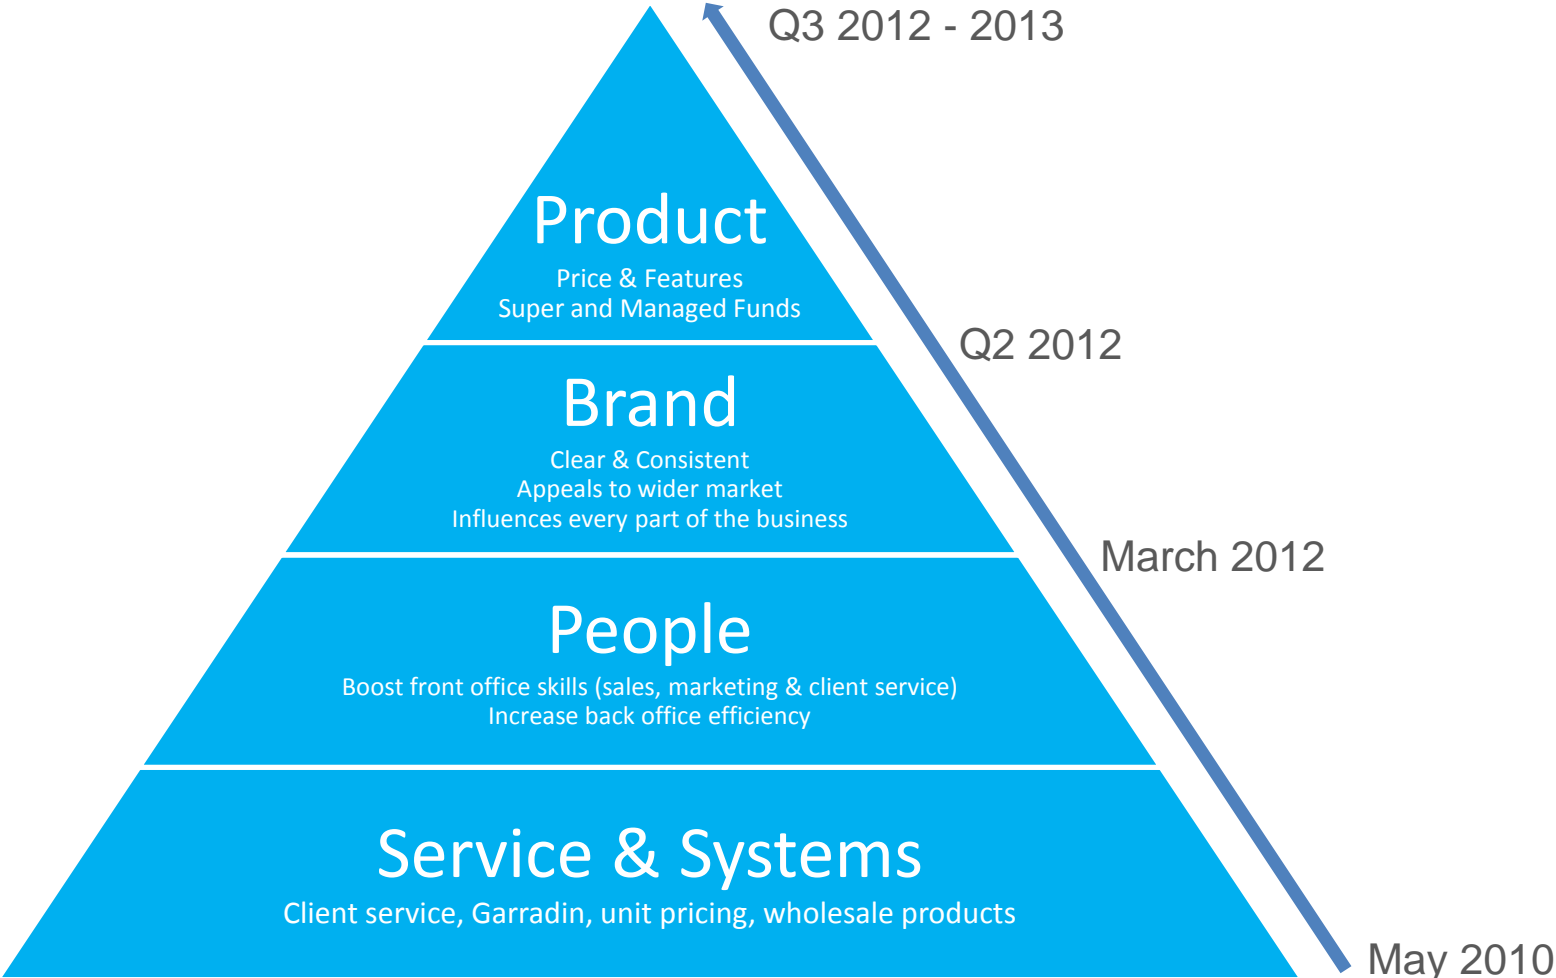 Q3 2012 - 2013
Product
Price & Features
Super and Managed Funds
Q2 2012
Brand
Clear & Consistent
Appeals to wider market
Influences every part of the business
March 2012
People
Boost front office skills (sales, marketing & client service)
Increase back office efficiency
Service & Systems
Client service, Garradin, unit pricing, wholesale products
May 2010